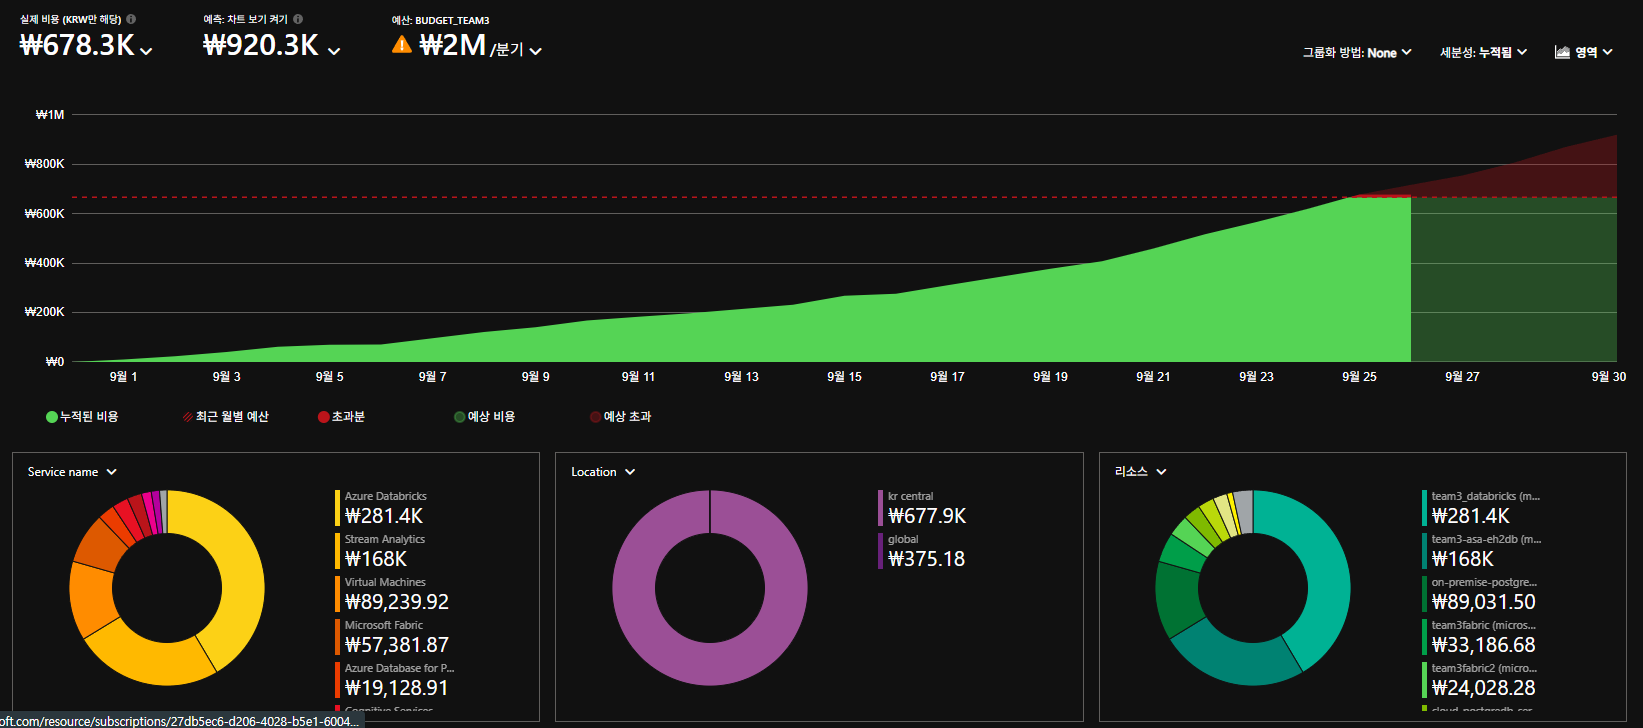 실제 비용 (KRW만 해당)
₩678.3K
예측: 차트 보기 켜기
₩920.3K
예산: BUDGET_TEAM3
₩2M /분기
그룹화 방법: None
세분성: 누적됨
영역
₩1M
₩800K
₩600K
₩400K
₩200K
₩0
9월 1
9월 3
9월 5
9월 7
9월 9
9월 11
9월 13
9월 15
9월 17
9월 19
9월 21
9월 23
9월 25
9월 27
9월 30
누적된 비용
최근 월별 예산
초과분
예상 비용
예상 초과
Service name
Azure Databricks
₩281.4K
Stream Analytics
₩168K
Virtual Machines
₩89,239.92
Microsoft Fabric
₩57,381.87
Azure Database for P...
₩19,128.91
Cognitive Services
Location
kr central
₩677.9K
global
₩375.18
리소스
team3_databricks (m...
₩281.4K
team3-asa-eh2db (m...
₩168K
on-premise-postgre...
₩89,031.50
team3fabric (micros...
₩33,186.68
team3fabric2 (micro...
₩24,028.28
cloud-postgredb-ser...
oft.com/resource/subscriptions/27db5ec6-d206-4028-b5e1-6004...